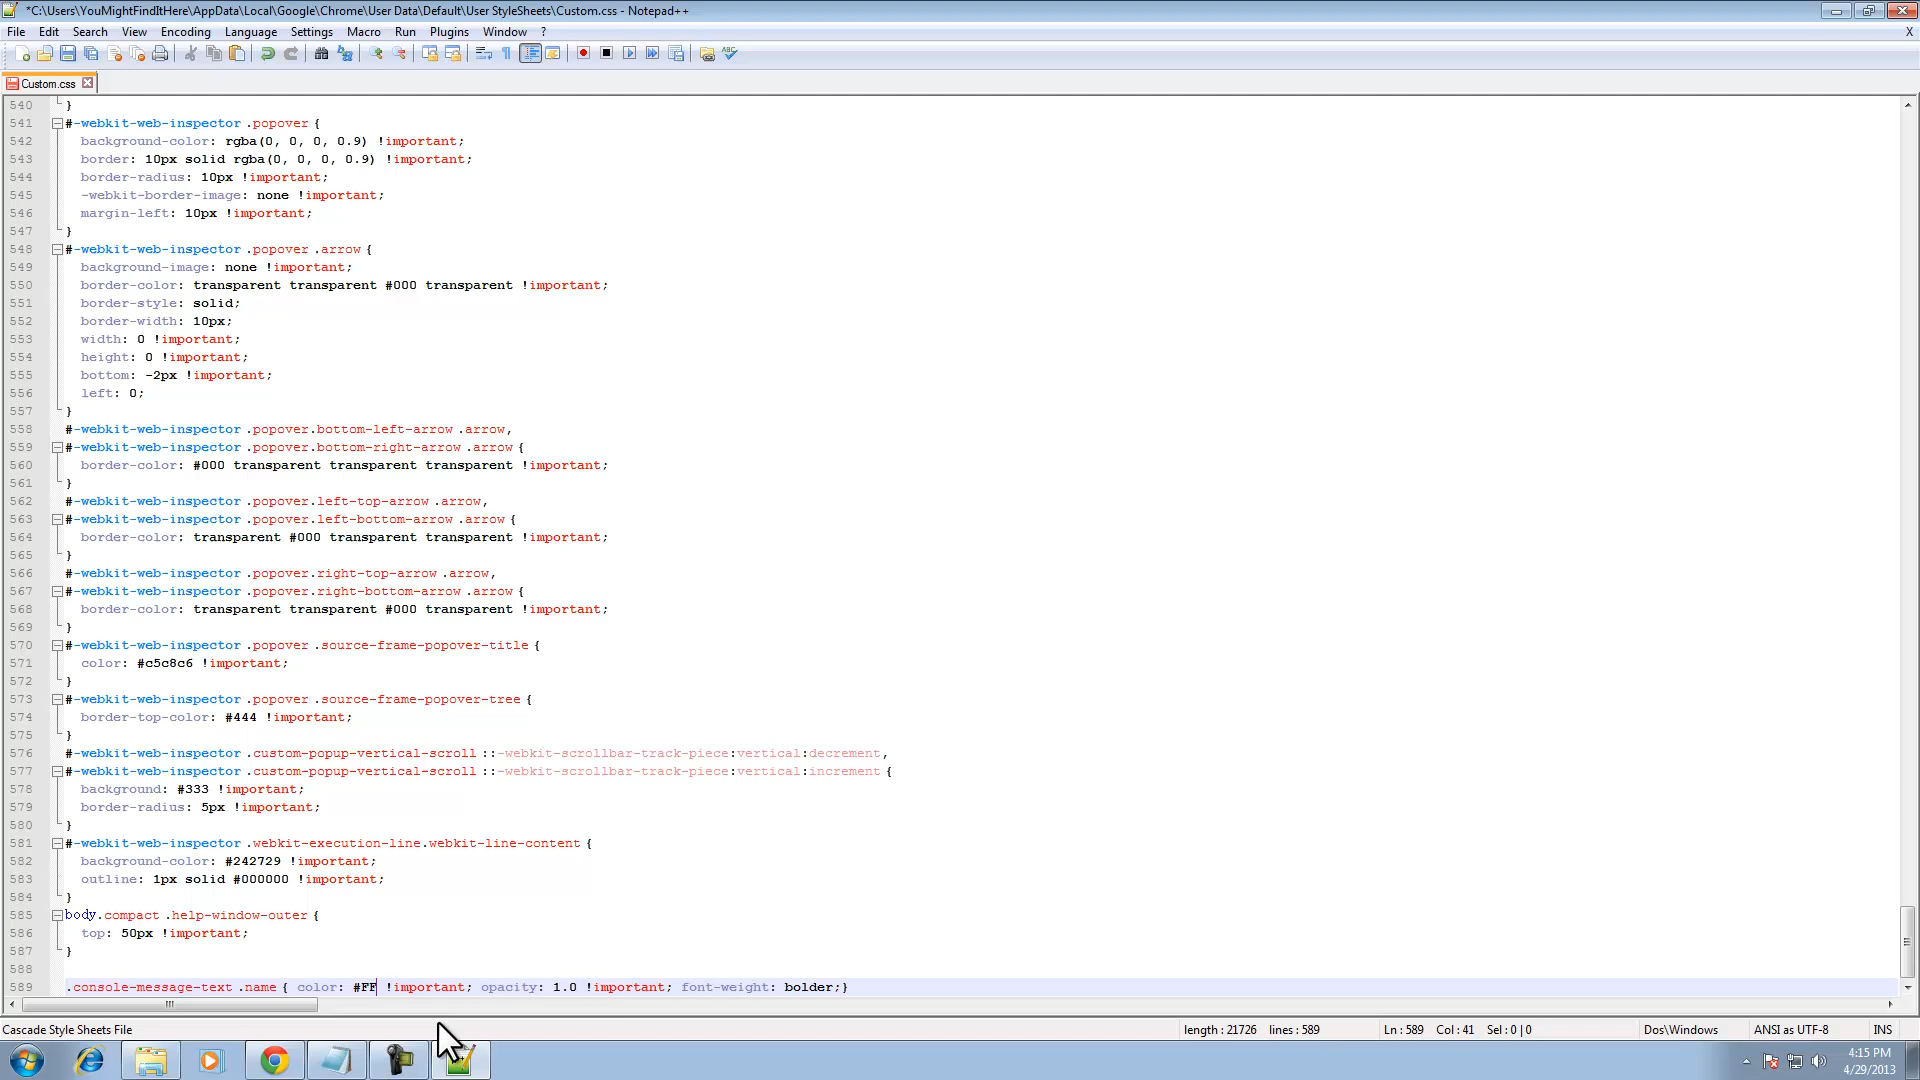 *C:\Users\YouMightFindItHere\AppData\Local\Google\Chrome\User Data\Default\User StyleSheets\Custom.css - Notepad++
File Edit Search View Encoding Language Settings Macro Run Plugins Window ? X
Custom.css
540 }
541 #-webkit-web-inspector .popover {
542 background-color: rgba(0, 0, 0, 0.9) !important;
543 border: 10px solid rgba(0, 0, 0, 0.9) !important;
544 border-radius: 10px !important;
545 -webkit-border-image: none !important;
546 margin-left: 10px !important;
547 }
548 #-webkit-web-inspector .popover .arrow {
549 background-image: none !important;
550 border-color: transparent transparent #000 transparent !important;
551 border-style: solid;
552 border-width: 10px;
553 width: 0 !important;
554 height: 0 !important;
555 bottom: -2px !important;
556 left: 0;
557 }
558 #-webkit-web-inspector .popover.bottom-left-arrow .arrow,
559 #-webkit-web-inspector .popover.bottom-right-arrow .arrow {
560 border-color: #000 transparent transparent transparent !important;
561 }
562 #-webkit-web-inspector .popover.left-top-arrow .arrow,
563 #-webkit-web-inspector .popover.left-bottom-arrow .arrow {
564 border-color: transparent #000 transparent transparent !important;
565 }
566 #-webkit-web-inspector .popover.right-top-arrow .arrow,
567 #-webkit-web-inspector .popover.right-bottom-arrow .arrow {
568 border-color: transparent transparent #000 transparent !important;
569 }
570 #-webkit-web-inspector .popover .source-frame-popover-title {
571 color: #c5c8c6 !important;
572 }
573 #-webkit-web-inspector .popover .source-frame-popover-tree {
574 border-top-color: #444 !important;
575 }
576 #-webkit-web-inspector .custom-popup-vertical-scroll ::-webkit-scrollbar-track-piece:vertical:decrement,
577 #-webkit-web-inspector .custom-popup-vertical-scroll ::-webkit-scrollbar-track-piece:vertical:increment {
578 background: #333 !important;
579 border-radius: 5px !important;
580 }
581 #-webkit-web-inspector .webkit-execution-line.webkit-line-content {
582 background-color: #242729 !important;
583 outline: 1px solid #000000 !important;
584 }
585 body.compact .help-window-outer {
586 top: 50px !important;
587 }
588
589 .console-message-text .name { color: #FF !important; opacity: 1.0 !important; font-weight: bolder;}
Cascade Style Sheets File length : 21726 lines : 589 Ln : 589 Col : 41 Sel : 0 | 0 Dos\Windows ANSI as UTF-8 INS
4:15 PM
4/29/2013